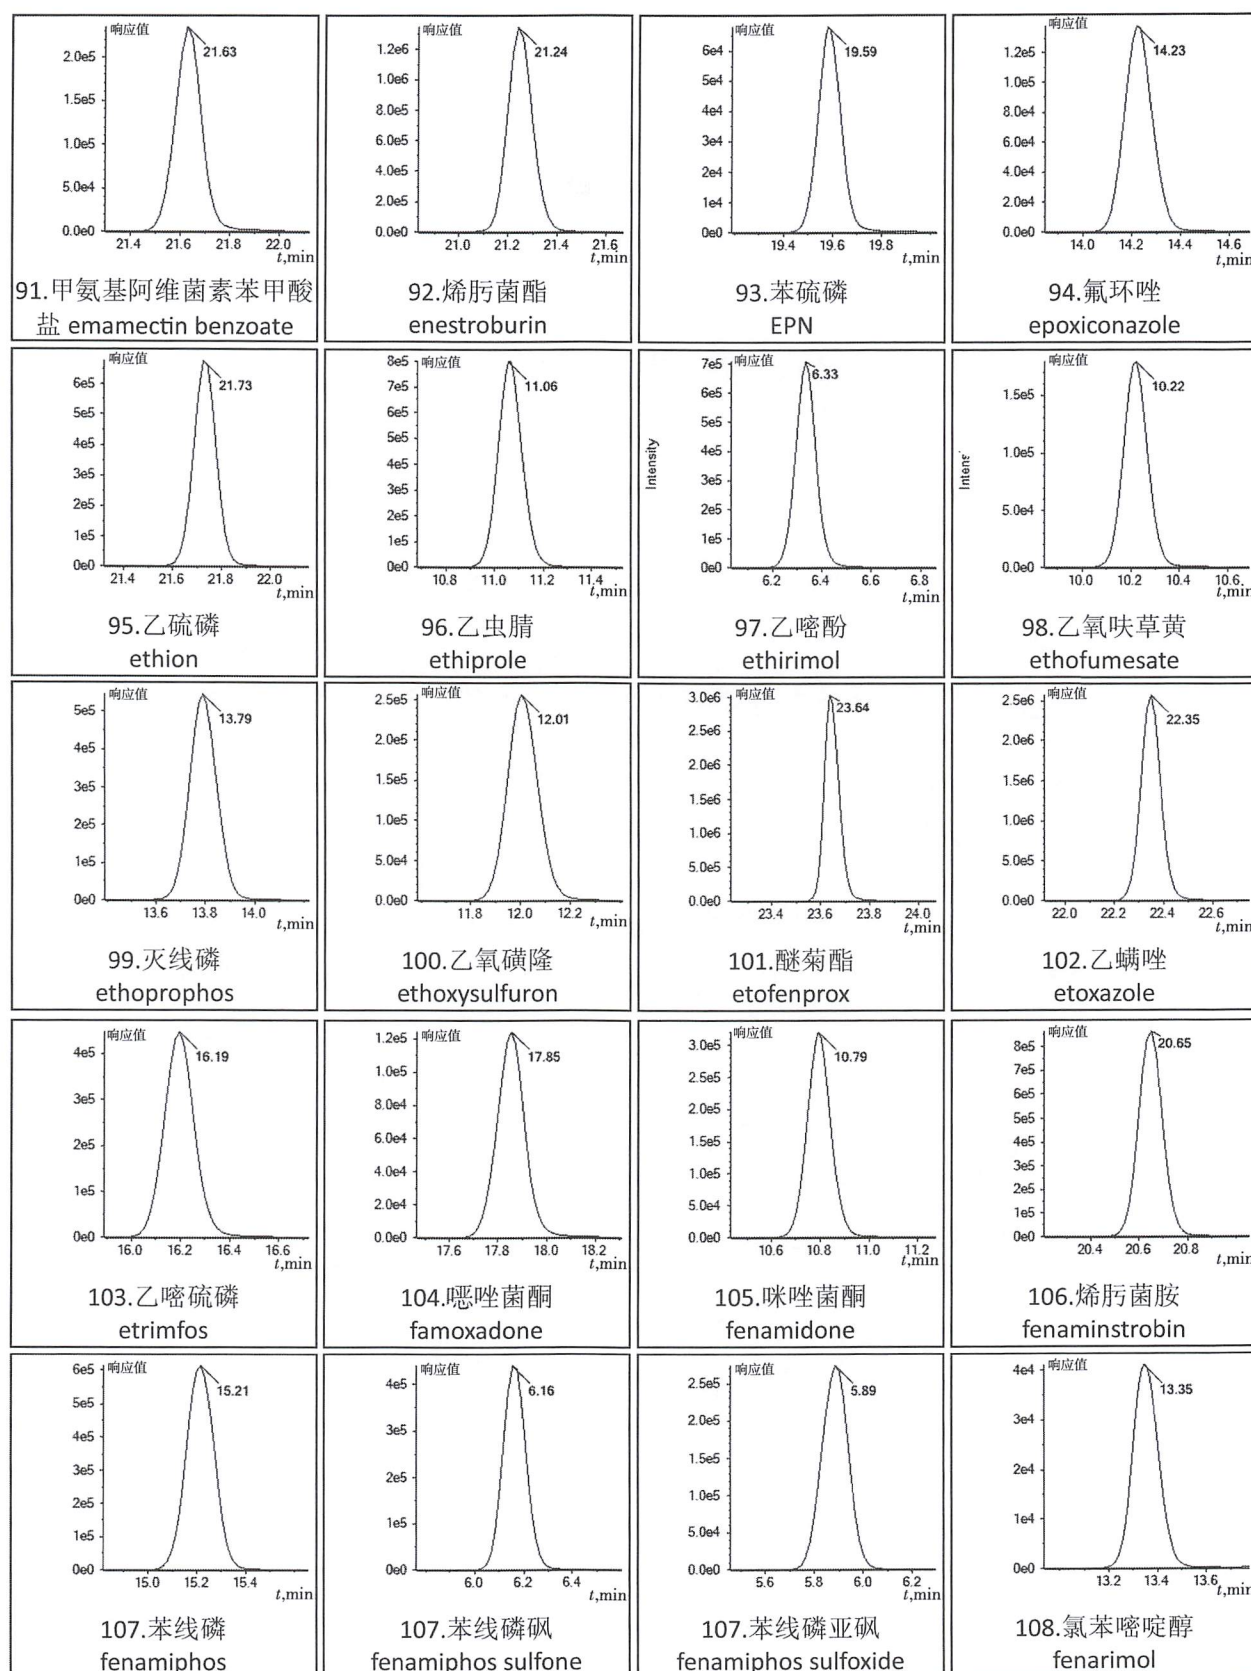 响应值
21.63
2.0e5
1.5e5
1.0e5
5.0e4
0.0e0
21.4 21.6 21.8 22.0
t,min
91.甲氨基阿维菌素苯甲酸
盐 emamectin benzoate
响应值
21.24
1.2e6
1.0e6
8.0e5
6.0e5
4.0e5
2.0e5
0.0e0
21.0 21.2 21.4 21.6
t,min
92.烯肟菌酯
enestroburin
响应值
19.59
6e4
5e4
4e4
3e4
2e4
1e4
0e0
19.4 19.6 19.8
t,min
93.苯硫磷
EPN
响应值
14.23
1.2e5
1.0e5
8.0e4
6.0e4
4.0e4
2.0e4
0.0e0
14.0 14.2 14.4 14.6
t,min
94.氟环唑
epoxiconazole
响应值
21.73
6e5
5e5
4e5
3e5
2e5
1e5
0e0
21.4 21.6 21.8 22.0
t,min
95.乙硫磷
ethion
响应值
11.06
8e5
7e5
6e5
5e5
4e5
3e5
2e5
1e5
0e0
10.8 11.0 11.2 11.4
t,min
96.乙虫腈
ethiprole
响应值
6.33
7e5
6e5
5e5
4e5
3e5
2e5
1e5
0e0
Intensity
6.2 6.4 6.6 6.8
t,min
97.乙嘧酚
ethirimol
响应值
10.22
1.5e5
1.0e5
5.0e4
0.0e0
Intens
10.0 10.2 10.4 10.6
t,min
98.乙氧呋草黄
ethofumesate
响应值
13.79
5e5
4e5
3e5
2e5
1e5
0e0
13.6 13.8 14.0
t,min
99.灭线磷
ethoprophos
响应值
12.01
2.5e5
2.0e5
1.5e5
1.0e5
5.0e4
0.0e0
11.8 12.0 12.2
t,min
100.乙氧磺隆
ethoxysulfuron
响应值
23.64
3.0e6
2.5e6
2.0e6
1.5e6
1.0e6
5.0e5
0.0e0
23.4 23.6 23.8 24.0
t,min
101.醚菊酯
etofenprox
响应值
22.35
2.5e6
2.0e6
1.5e6
1.0e6
5.0e5
0.0e0
22.0 22.2 22.4 22.6
t,min
102.乙螨唑
etoxazole
响应值
16.19
4e5
3e5
2e5
1e5
0e0
16.0 16.2 16.4 16.6
t,min
103.乙嘧硫磷
etrimfos
响应值
17.85
1.2e5
1.0e5
8.0e4
6.0e4
4.0e4
2.0e4
0.0e0
17.6 17.8 18.0 18.2
t,min
104.噁唑菌酮
famoxadone
响应值
10.79
3.0e5
2.5e5
2.0e5
1.5e5
1.0e5
5.0e4
0.0e0
10.6 10.8 11.0 11.2
t,min
105.咪唑菌酮
fenamidone
响应值
20.65
8e5
7e5
6e5
5e5
4e5
3e5
2e5
1e5
0e0
20.4 20.6 20.8
t,min
106.烯肟菌胺
fenaminstrobin
响应值
15.21
6e5
5e5
4e5
3e5
2e5
1e5
0e0
15.0 15.2 15.4
t,min
107.苯线磷
fenamiphos
响应值
6.16
4e5
3e5
2e5
1e5
0e0
6.0 6.2 6.4
t,min
107.苯线磷砜
fenamiphos sulfone
响应值
5.89
2.5e5
2.0e5
1.5e5
1.0e5
5.0e4
0.0e0
5.6 5.8 6.0 6.2
t,min
107.苯线磷亚砜
fenamiphos sulfoxide
响应值
13.35
4e4
3e4
2e4
1e4
0e0
13.2 13.4 13.6
t,min
108.氯苯嘧啶醇
fenarimol